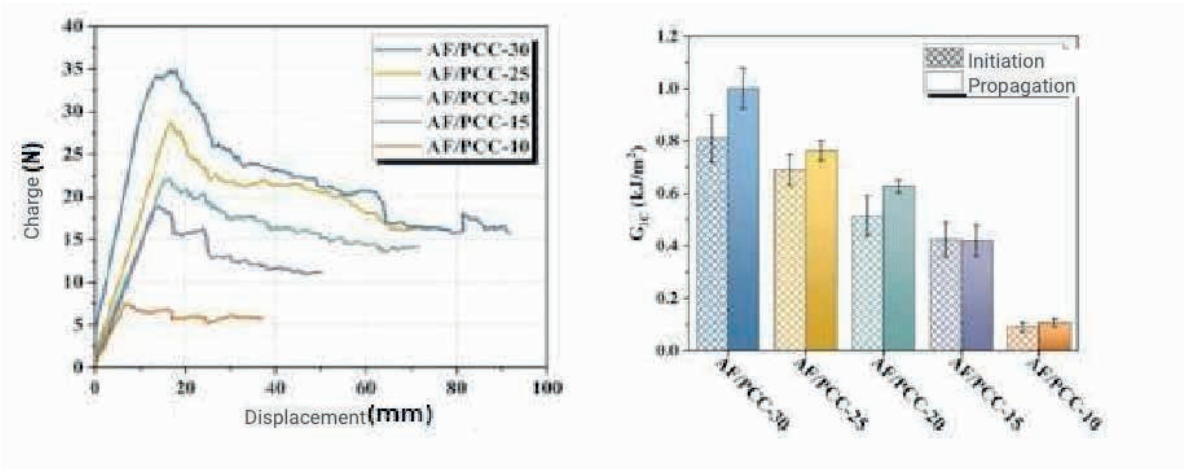 40
35
30
25
20
15
10
5
0
Charge (N)
AF/PCC-30
AF/PCC-25
AF/PCC-20
AF/PCC-15
AF/PCC-10
0 20 40 60 80 100
Displacement (mm)
1.2
1.0
0.8
0.6
0.4
0.2
0.0
G_IC (kJ/m²)
Initiation
Propagation
AF/PCC-30
AF/PCC-25
AF/PCC-20
AF/PCC-15
AF/PCC-10